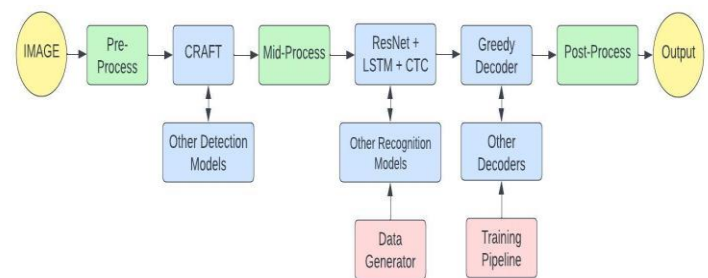 IMAGE
Pre-
Process
CRAFT
Mid-Process
ResNet +
LSTM + CTC
Greedy
Decoder
Post-Process
Output
Other Detection
Models
Other Recognition
Models
Other
Decoders
Data
Generator
Training
Pipeline